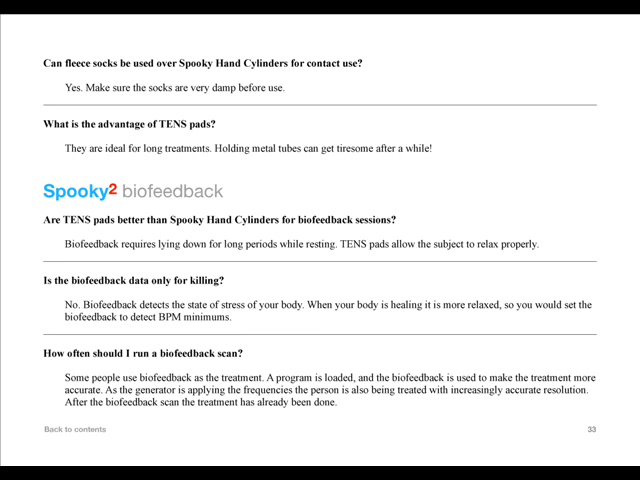 Can fleece socks be used over Spooky Hand Cylinders for contact use?
Yes. Make sure the socks are very damp before use.
What is the advantage of TENS pads?
They are ideal for long treatments. Holding metal tubes can get tiresome after a while!
Spooky2 biofeedback
Are TENS pads better than Spooky Hand Cylinders for biofeedback sessions?
Biofeedback requires lying down for long periods while resting. TENS pads allow the subject to relax properly.
Is the biofeedback data only for killing?
No. Biofeedback detects the state of stress of your body. When your body is healing it is more relaxed, so you would set the
biofeedback to detect BPM minimums.
How often should I run a biofeedback scan?
Some people use biofeedback as the treatment. A program is loaded, and the biofeedback is used to make the treatment more
accurate. As the generator is applying the frequencies the person is also being treated with increasingly accurate resolution.
After the biofeedback scan the treatment has already been done.
Back to contents 33